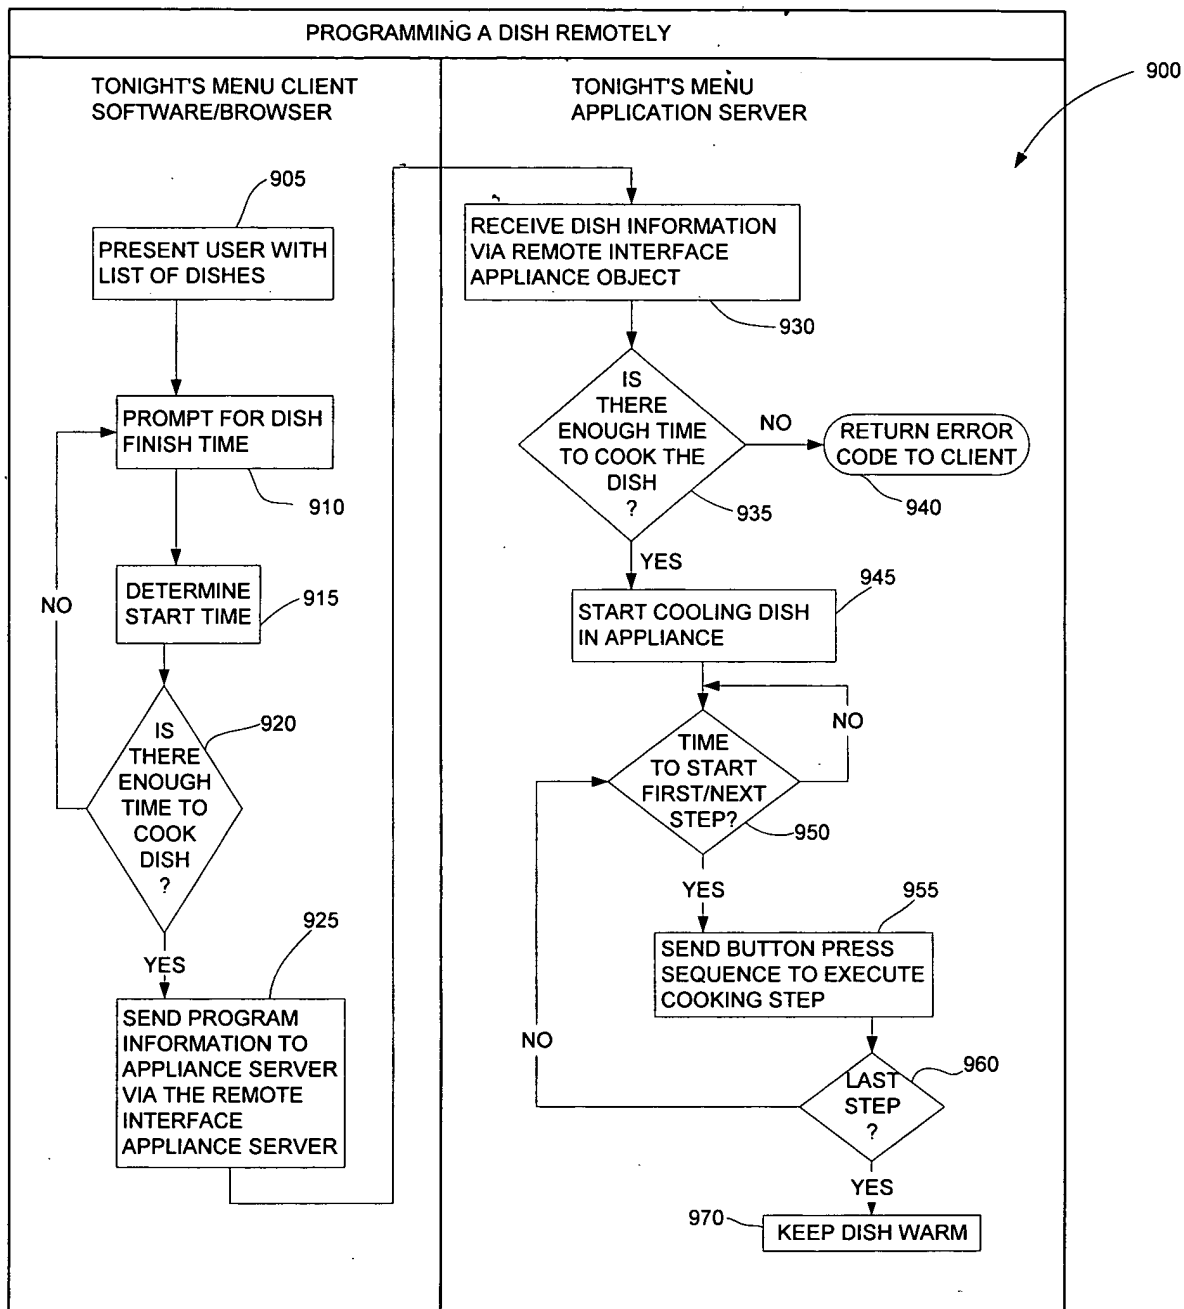 PROGRAMMING A DISH REMOTELY
TONIGHT'S MENU CLIENT
SOFTWARE/BROWSER
905
PRESENT USER WITH
LIST OF DISHES
PROMPT FOR DISH
FINISH TIME
910
DETERMINE
START TIME
915
NO
IS
THERE
ENOUGH
TIME TO
COOK
DISH
?
920
YES
925
SEND PROGRAM
INFORMATION TO
APPLIANCE SERVER
VIA THE REMOTE
INTERFACE
APPLIANCE SERVER
TONIGHT'S MENU
APPLICATION SERVER
900
RECEIVE DISH INFORMATION
VIA REMOTE INTERFACE
APPLIANCE OBJECT
930
IS
THERE
ENOUGH TIME
TO COOK THE
DISH
?
935
NO
RETURN ERROR
CODE TO CLIENT
940
YES
945
START COOLING DISH
IN APPLIANCE
NO
TIME
TO START
FIRST/NEXT
STEP?
950
YES
955
SEND BUTTON PRESS
SEQUENCE TO EXECUTE
COOKING STEP
NO
LAST
STEP
?
960
YES
970
KEEP DISH WARM